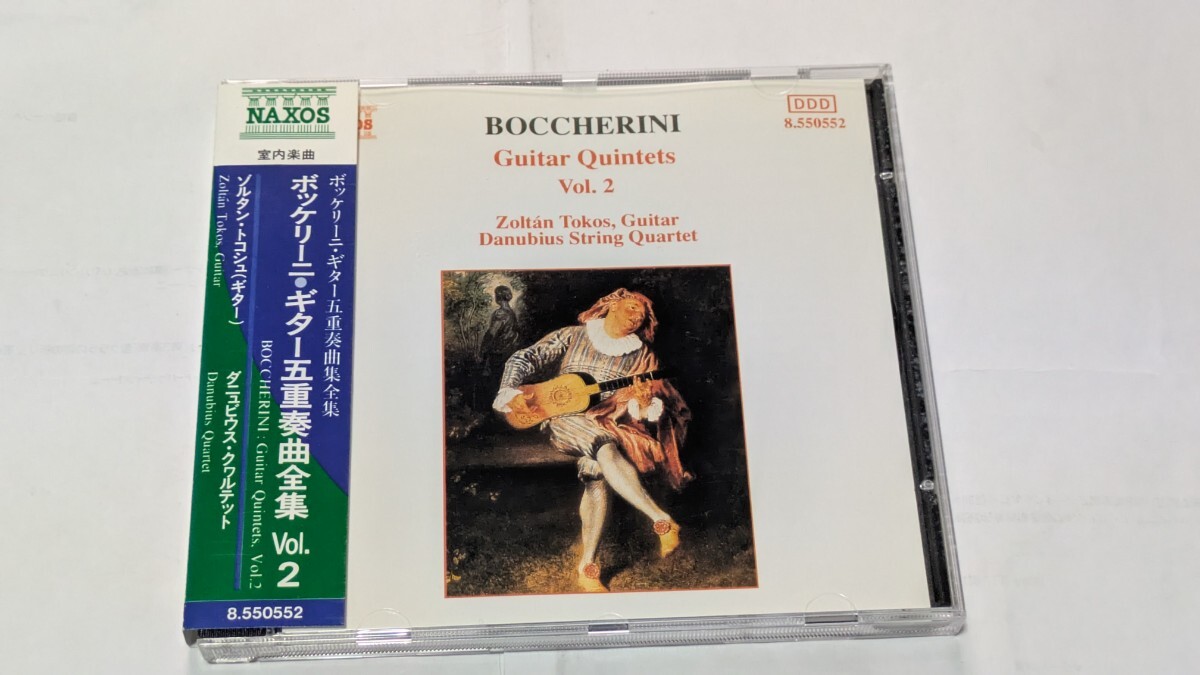 NAXOS
室内楽曲
ボッケリーニ・ギター五重奏曲集全集
ボッケリーニ・ギター五重奏曲全集 Vol. 2
BOCCHERINI : Guitar Quintets, Vol.2
ゾルタン・トコシュ(ギター)
Zoltán Tokos, Guitar
ダニュビウス・クヮルテット
Danubius Quartet
8.550552
OS
BOCCHERINI
Guitar Quintets
Vol. 2
Zoltán Tokos, Guitar
Danubius String Quartet
DDD
8.550552